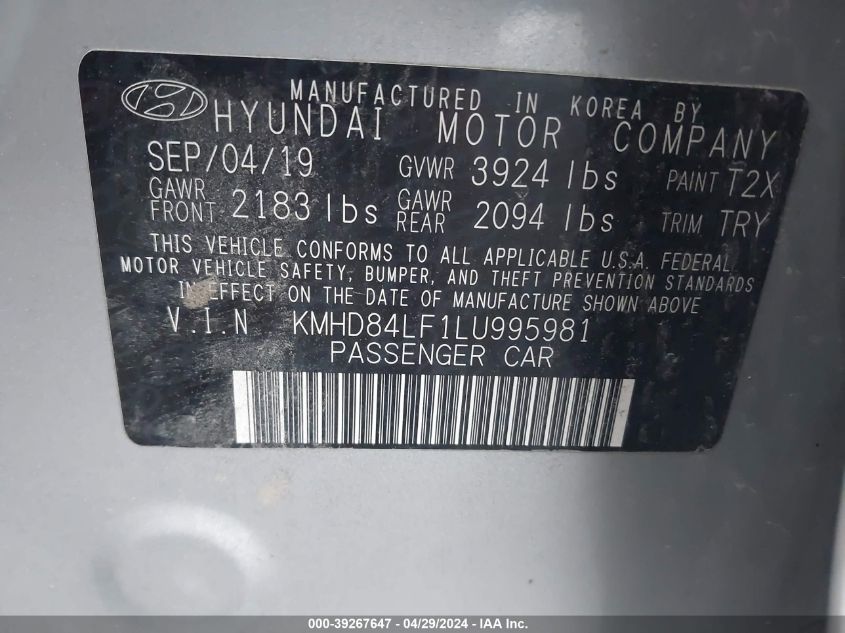 MANUFACTURED IN KOREA BY
HYUNDAI MOTOR COMPANY
SEP/04/19 GVWR 3924 lbs PAINT T2X
GAWR FRONT 2183 lbs GAWR REAR 2094 lbs TRIM TRY
THIS VEHICLE CONFORMS TO ALL APPLICABLE U.S.A. FEDERAL
MOTOR VEHICLE SAFETY, BUMPER, AND THEFT PREVENTION STANDARDS
IN EFFECT ON THE DATE OF MANUFACTURE SHOWN ABOVE
V.I.N KMHD84LF1LU995981
PASSENGER CAR
000-39267647 / 04/29/2024 - IAA Inc.